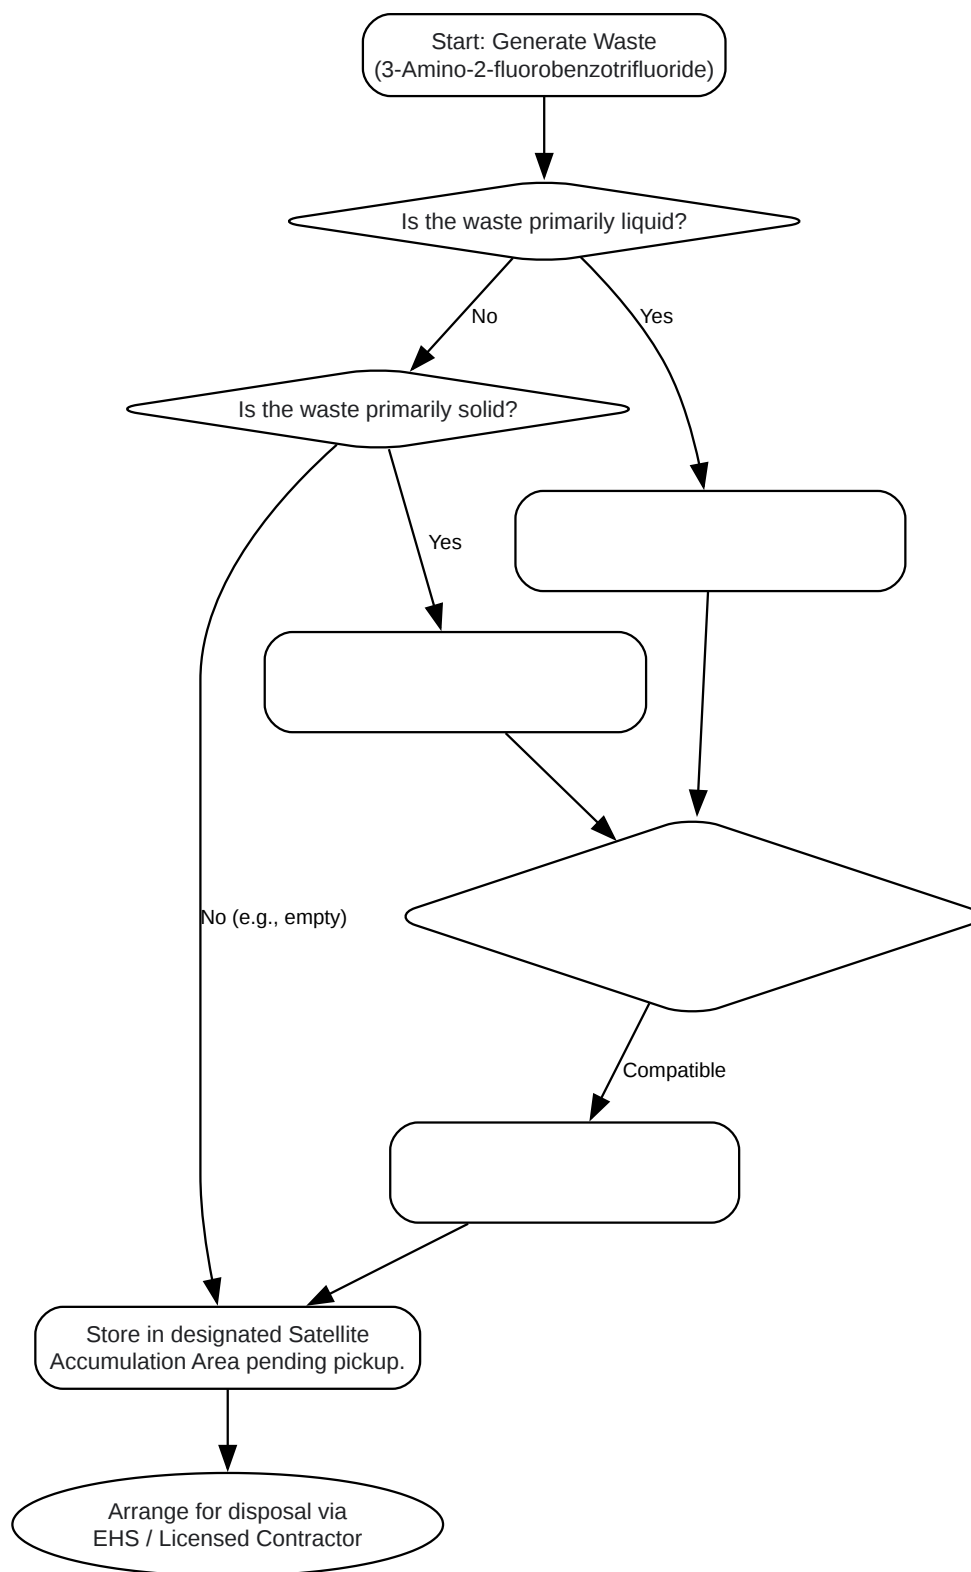 Start: Generate Waste
(3-Amino-2-fluorobenzotrifluoride)
Is the waste primarily liquid?
No
Yes
Is the waste primarily solid?
Yes
No (e.g., empty)
Compatible
Store in designated Satellite
Accumulation Area pending pickup.
Arrange for disposal via
EHS / Licensed Contractor